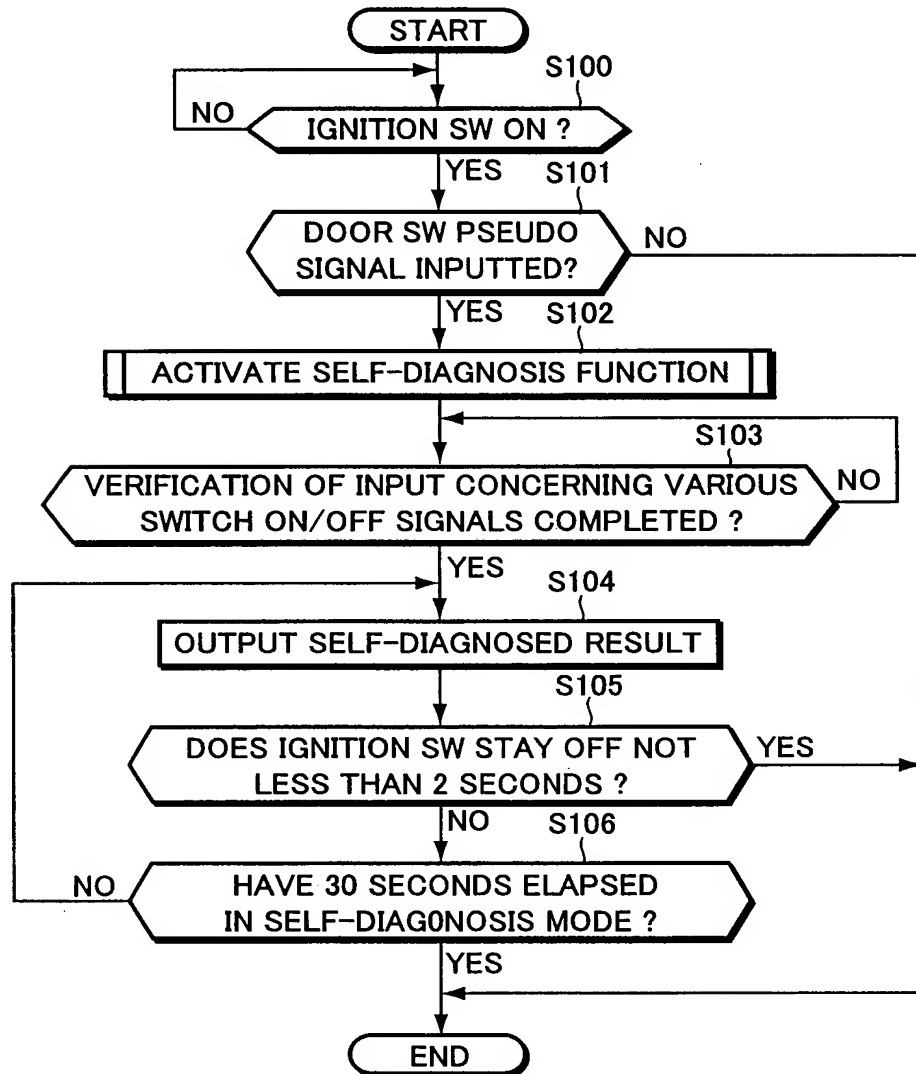 START
S100
NO
IGNITION SW ON ?
YES
S101
DOOR SW PSEUDO
SIGNAL INPUTTED?
NO
YES
S102
ACTIVATE SELF-DIAGNOSIS FUNCTION
S103
VERIFICATION OF INPUT CONCERNING VARIOUS
SWITCH ON/OFF SIGNALS COMPLETED ?
NO
YES
S104
OUTPUT SELF-DIAGNOSED RESULT
S105
DOES IGNITION SW STAY OFF NOT
LESS THAN 2 SECONDS ?
YES
NO
S106
NO
HAVE 30 SECONDS ELAPSED
IN SELF-DIAG0NOSIS MODE ?
YES
END